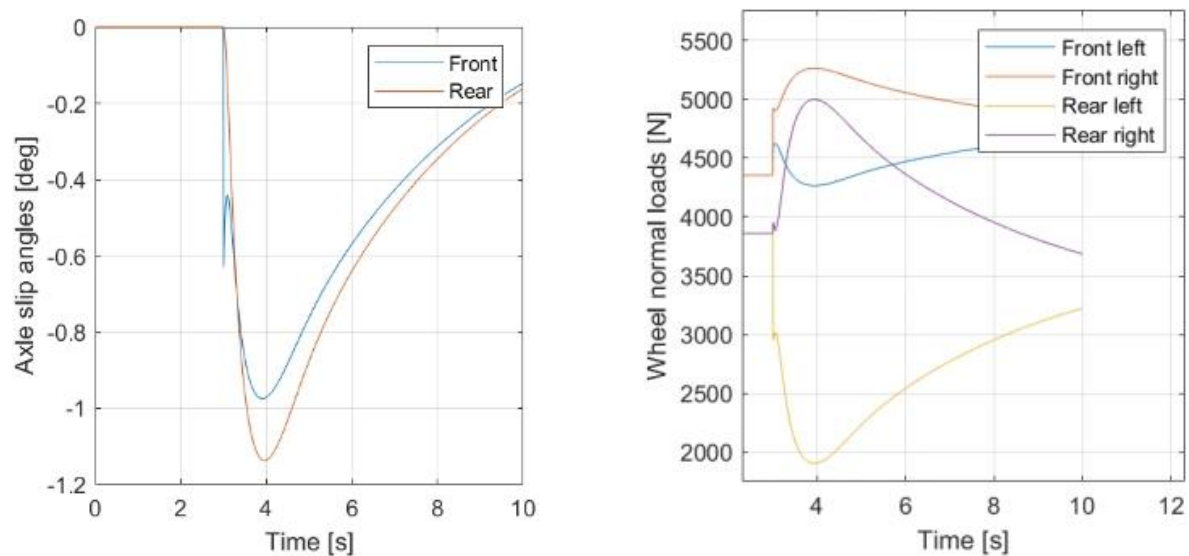 0
-0.2
-0.4
-0.6
-0.8
-1
-1.2
Axle slip angles [deg]
0 2 4 6 8 10
Time [s]
Front
Rear
5500
5000
4500
4000
3500
3000
2500
2000
Wheel normal loads [N]
4 6 8 10 12
Time [s]
Front left
Front right
Rear left
Rear right